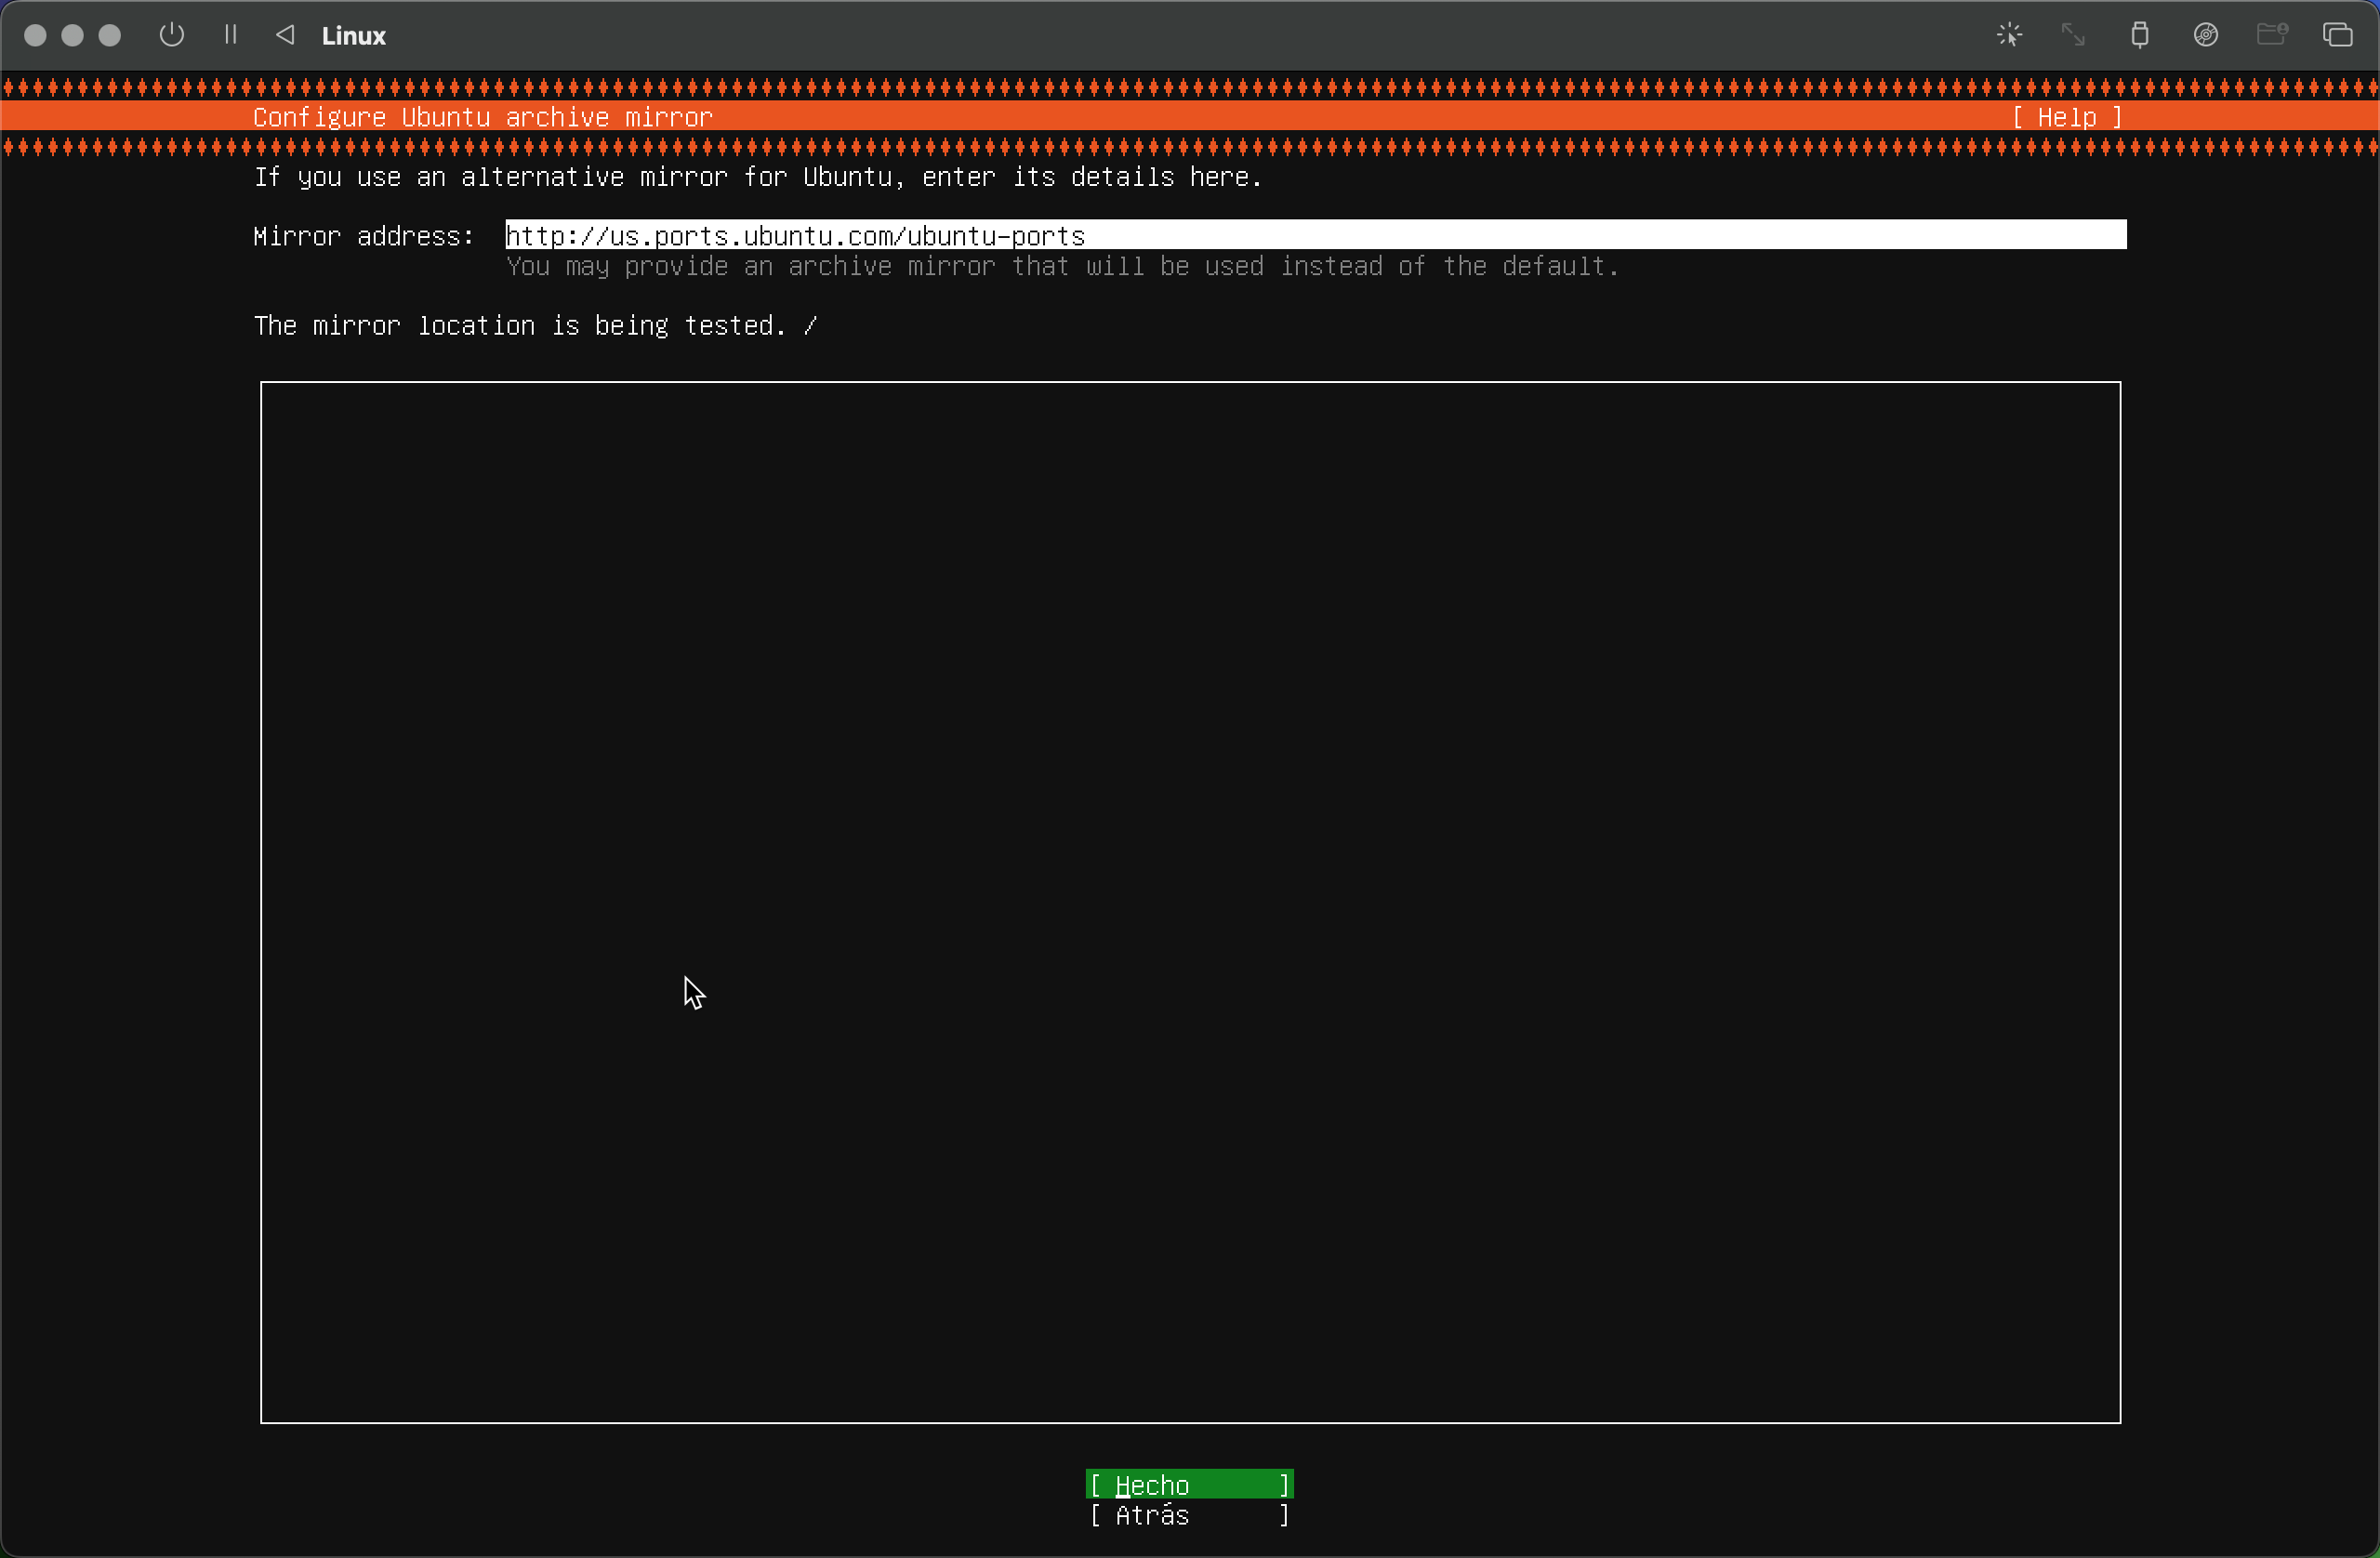 Linux
Configure Ubuntu archive mirror [ Help ]
If you use an alternative mirror for Ubuntu, enter its details here.
Mirror address: http://us.ports.ubuntu.com/ubuntu-ports
You may provide an archive mirror that will be used instead of the default.
The mirror location is being tested. /
[ Hecho ]
[ Atrás ]